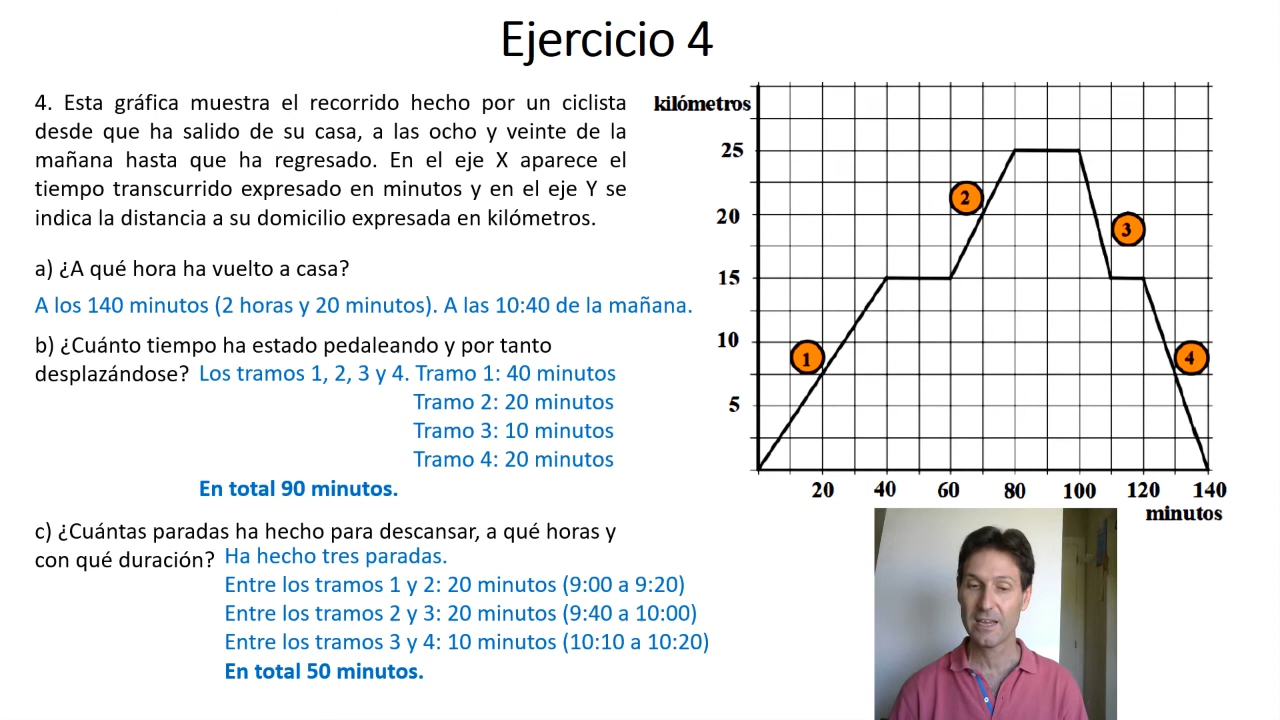 Ejercicio 4
4. Esta gráfica muestra el recorrido hecho por un ciclista
desde que ha salido de su casa, a las ocho y veinte de la
mañana hasta que ha regresado. En el eje X aparece el
tiempo transcurrido expresado en minutos y en el eje Y se
indica la distancia a su domicilio expresada en kilómetros.
a) ¿A qué hora ha vuelto a casa?
A los 140 minutos (2 horas y 20 minutos). A las 10:40 de la mañana.
b) ¿Cuánto tiempo ha estado pedaleando y por tanto
desplazándose? Los tramos 1, 2, 3 y 4. Tramo 1: 40 minutos
Tramo 2: 20 minutos
Tramo 3: 10 minutos
Tramo 4: 20 minutos
En total 90 minutos.
c) ¿Cuántas paradas ha hecho para descansar, a qué horas y
con qué duración? Ha hecho tres paradas.
Entre los tramos 1 y 2: 20 minutos (9:00 a 9:20)
Entre los tramos 2 y 3: 20 minutos (9:40 a 10:00)
Entre los tramos 3 y 4: 10 minutos (10:10 a 10:20)
En total 50 minutos.
kilómetros
25
20
15
10
5
2
3
1
4
20 40 60 80 100 120 140
minutos